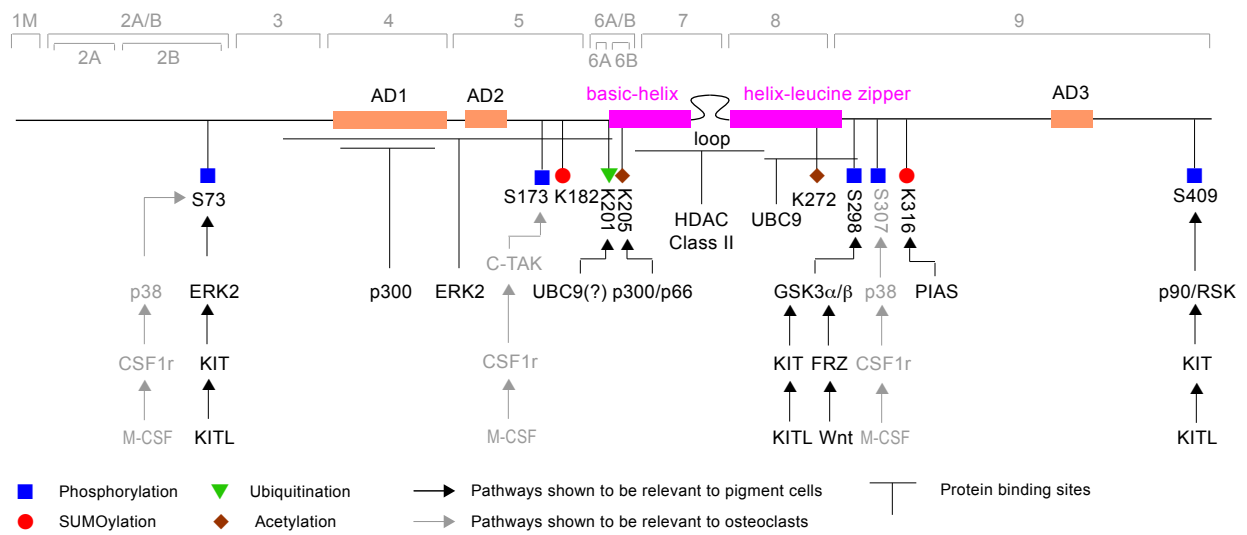 1M 2A/B 3 4 5 6A/B 7 8 9
2A 2B 6A 6B
AD1 AD2 basic-helix helix-leucine zipper AD3
loop
S73 S173 K182 K201 K205 K272 S298 S307 K316 S409
HDAC UBC9
Class II
C-TAK
p38 ERK2 p300 ERK2 UBC9(?) p300/p66 GSK3α/β p38 PIAS p90/RSK
CSF1r KIT CSF1r KIT FRZ CSF1r KIT
M-CSF KITL M-CSF KITL Wnt M-CSF KITL
Phosphorylation Ubiquitination Pathways shown to be relevant to pigment cells Protein binding sites
SUMOylation Acetylation Pathways shown to be relevant to osteoclasts